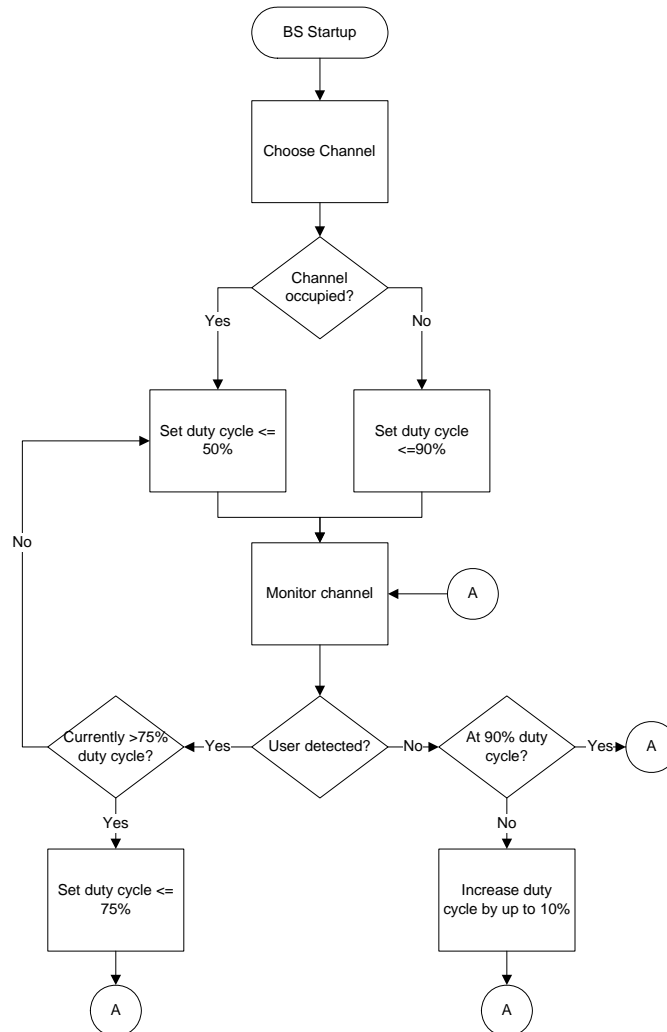 BS Startup
Choose Channel
Channel
occupied?
Yes
No
Set duty cycle <=
50%
Set duty cycle
<=90%
No
Monitor channel
A
Currently >75%
duty cycle?
Yes
User detected?
No
At 90% duty
cycle?
Yes
A
Yes
No
Set duty cycle <=
75%
Increase duty
cycle by up to 10%
A
A